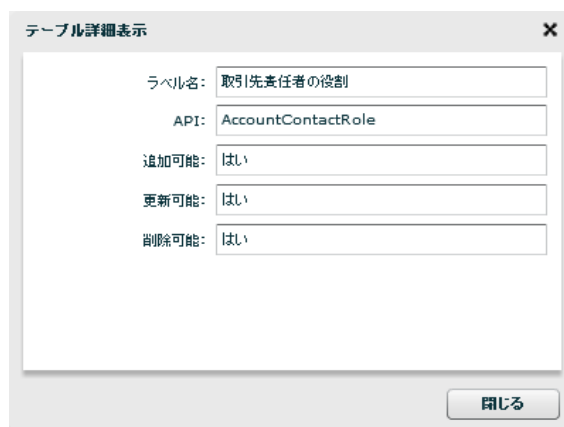 テーブル詳細表示
ラベル名: 取引先責任者の役割
API: AccountContactRole
追加可能: はい
更新可能: はい
削除可能: はい
閉じる